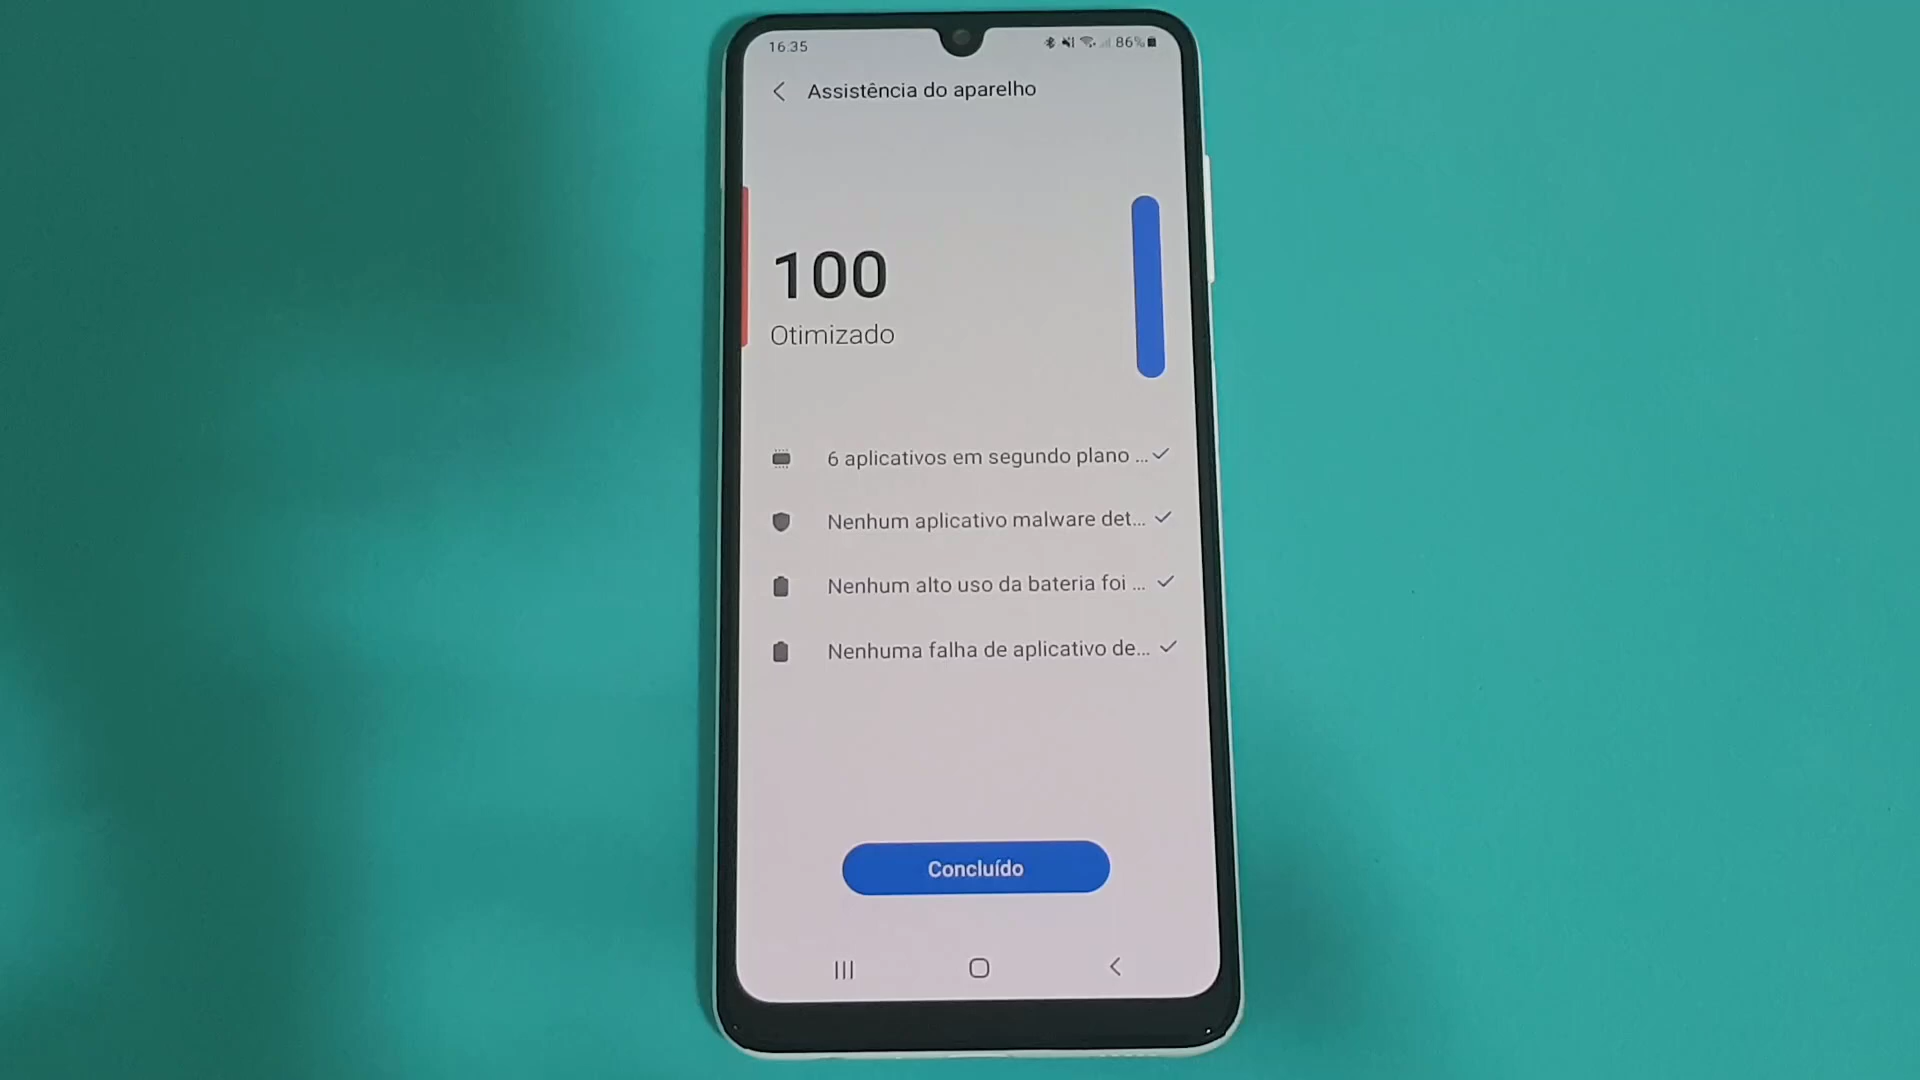 16.35
86%
Assistência do aparelho
100
Otimizado
6 aplicativos em segundo plano ...
Nenhum aplicativo malware det...
Nenhum alto uso da bateria foi ...
Nenhuma falha de aplicativo de...
Concluído